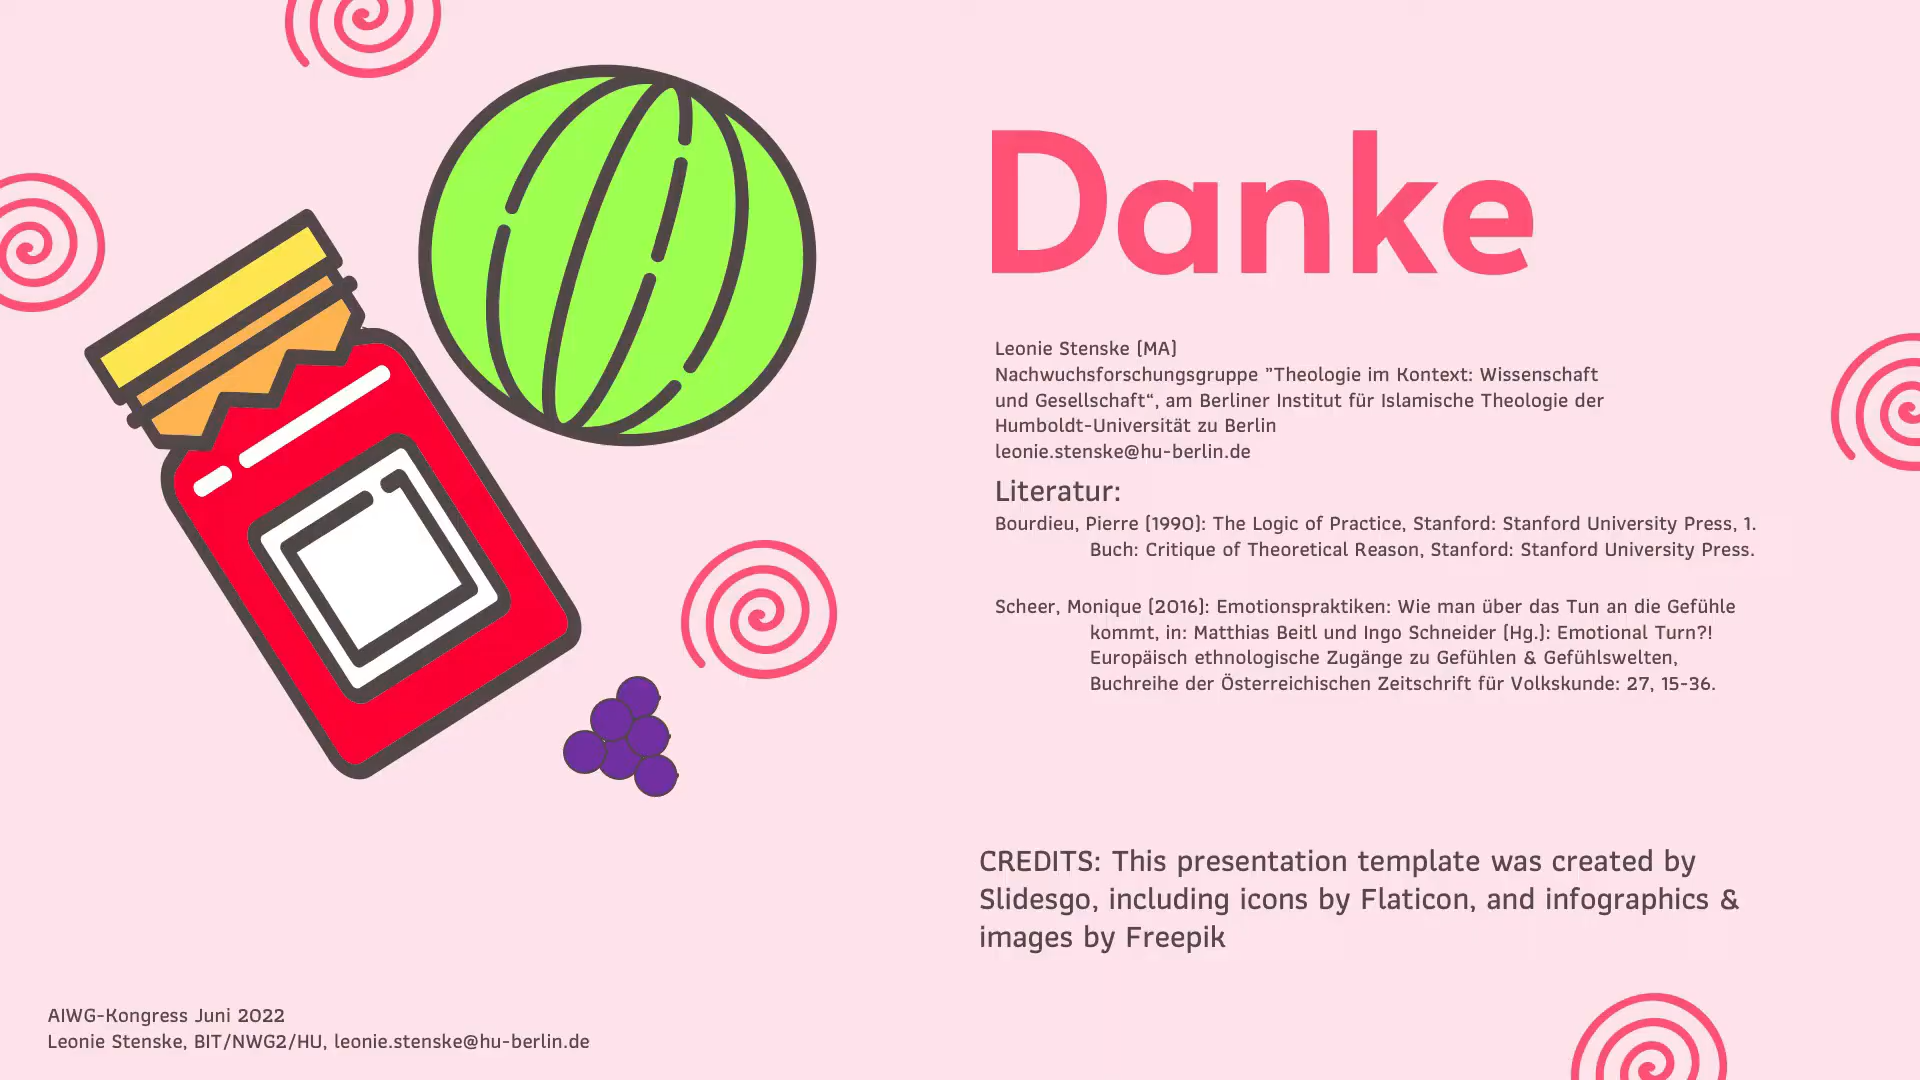 Danke
Leonie Stenske (MA)
Nachwuchsforschungsgruppe ”Theologie im Kontext: Wissenschaft
und Gesellschaft“, am Berliner Institut für Islamische Theologie der
Humboldt-Universität zu Berlin
leonie.stenske@hu-berlin.de
Literatur:
Bourdieu, Pierre (1990): The Logic of Practice, Stanford: Stanford University Press, 1.
Buch: Critique of Theoretical Reason, Stanford: Stanford University Press.
Scheer, Monique (2016): Emotionspraktiken: Wie man über das Tun an die Gefühle
kommt, in: Matthias Beitl und Ingo Schneider (Hg.): Emotional Turn?!
Europäisch ethnologische Zugänge zu Gefühlen & Gefühlswelten,
Buchreihe der Österreichischen Zeitschrift für Volkskunde: 27, 15-36.
CREDITS: This presentation template was created by
Slidesgo, including icons by Flaticon, and infographics &
images by Freepik
AIWG-Kongress Juni 2022
Leonie Stenske, BIT/NWG2/HU, leonie.stenske@hu-berlin.de